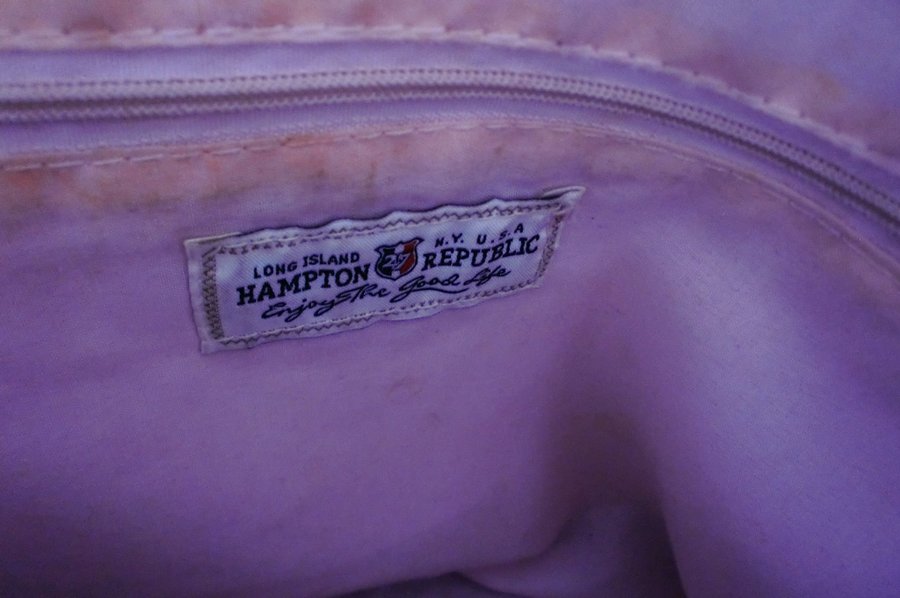 LONG ISLAND N.Y. U.S.A
HAMPTON REPUBLIC
Enjoy The Good Life